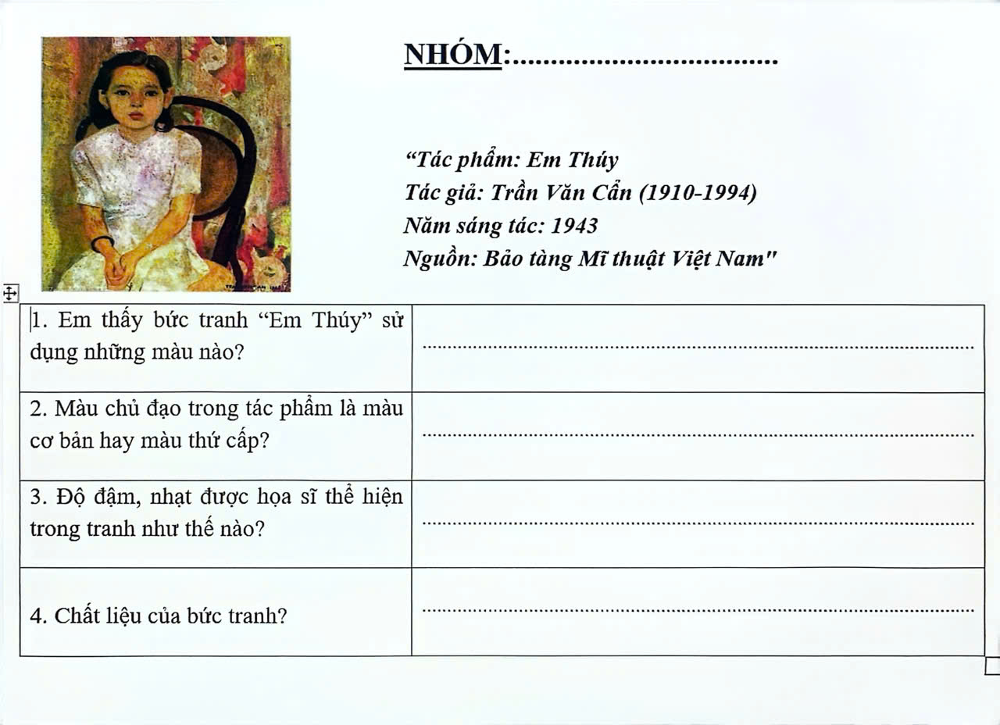 NHÓM:...................................
“Tác phẩm: Em Thúy
Tác giả: Trần Văn Cẩn (1910-1994)
Năm sáng tác: 1943
Nguồn: Bảo tàng Mĩ thuật Việt Nam"
1. Em thấy bức tranh “Em Thúy” sử
dụng những màu nào?
2. Màu chủ đạo trong tác phẩm là màu
cơ bản hay màu thứ cấp?
3. Độ đậm, nhạt được họa sĩ thể hiện
trong tranh như thế nào?
4. Chất liệu của bức tranh?